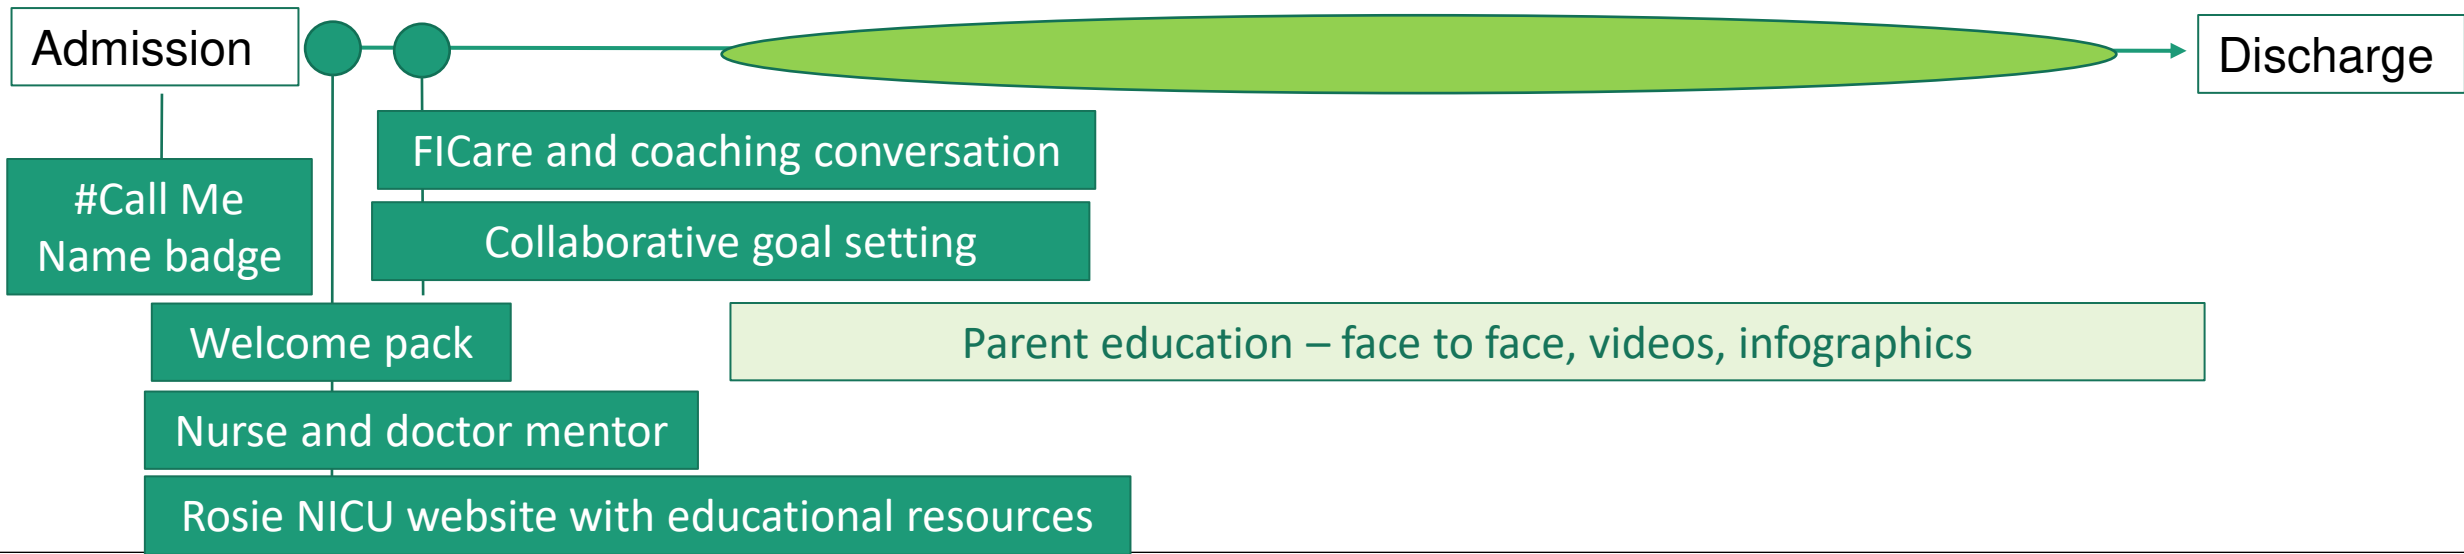 Admission
Discharge
FICare and coaching conversation
#Call Me
Name badge
Collaborative goal setting
Welcome pack
Parent education – face to face, videos, infographics
Nurse and doctor mentor
Rosie NICU website with educational resources